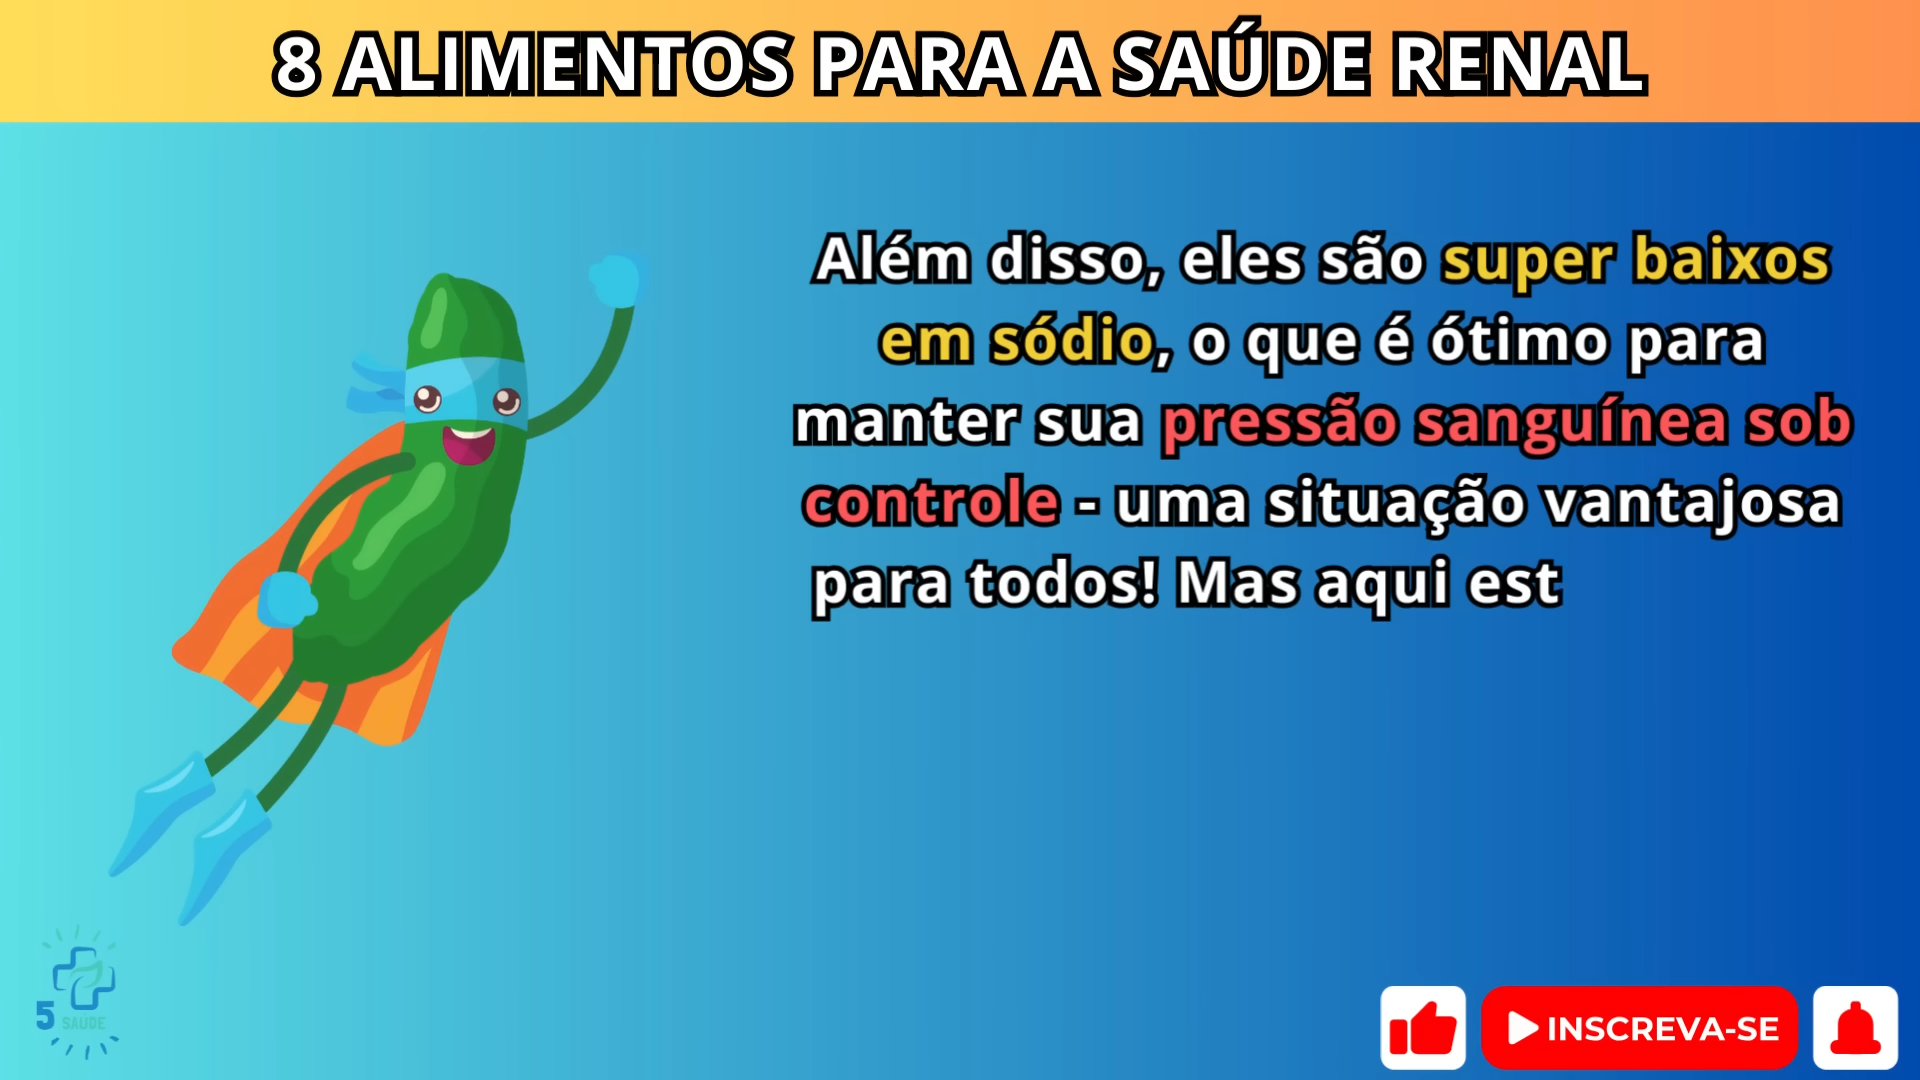 8 ALIMENTOS PARA A SAÚDE RENAL
Além disso, eles são super baixos
em sódio, o que é ótimo para
manter sua pressão sanguínea sob
controle - uma situação vantajosa
para todos! Mas aqui est
5
SAUDE
INSCREVA-SE